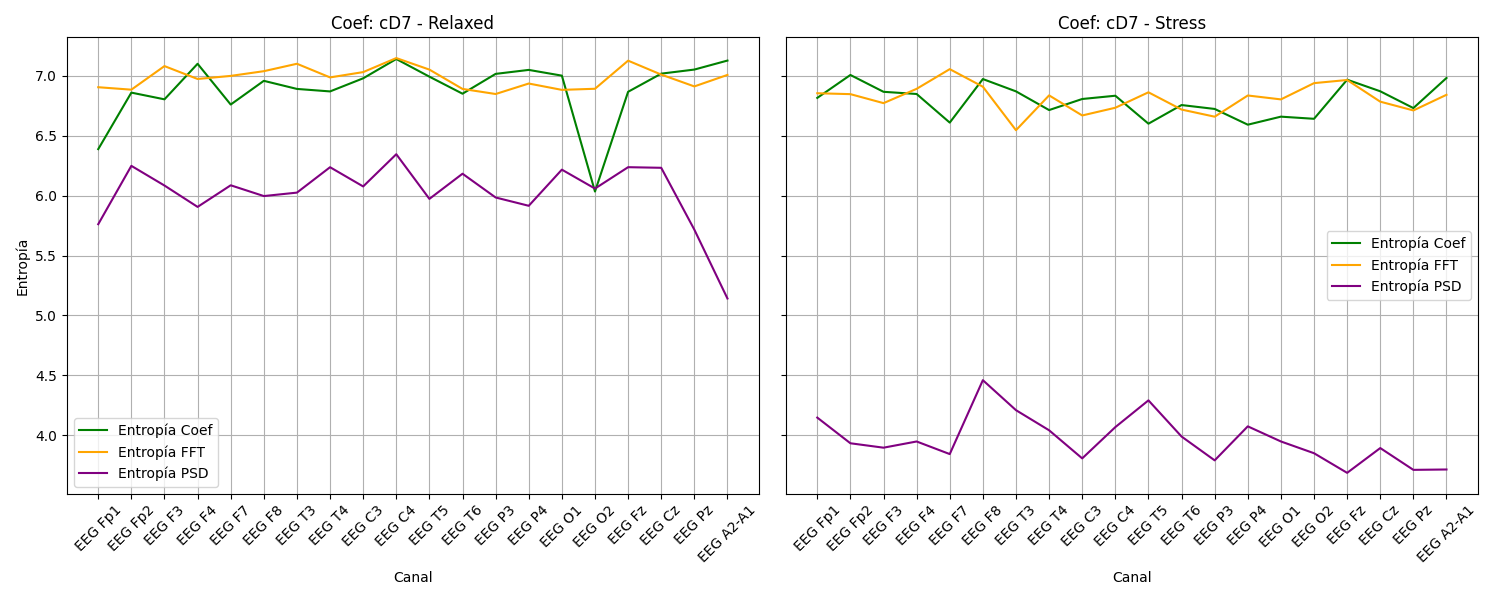 Coef: cD7 - Relaxed
Entropía
7.0
6.5
6.0
5.5
5.0
4.5
4.0
Entropía Coef
Entropía FFT
Entropía PSD
EEG Fp1
EEG Fp2
EEG F3
EEG F4
EEG F7
EEG F8
EEG T3
EEG T4
EEG C3
EEG C4
EEG T5
EEG T6
EEG P3
EEG P4
EEG O1
EEG O2
EEG Fz
EEG Cz
EEG Pz
EEG A2-A1
Canal
Coef: cD7 - Stress
Entropía Coef
Entropía FFT
Entropía PSD
EEG Fp1
EEG Fp2
EEG F3
EEG F4
EEG F7
EEG F8
EEG T3
EEG T4
EEG C3
EEG C4
EEG T5
EEG T6
EEG P3
EEG P4
EEG O1
EEG O2
EEG Fz
EEG Cz
EEG Pz
EEG A2-A1
Canal